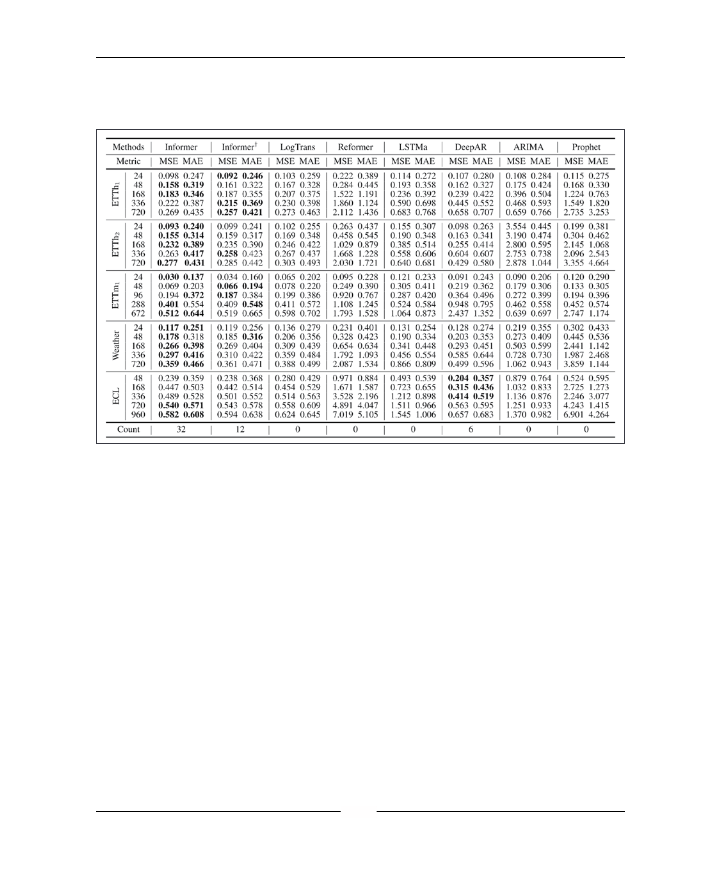 Methods Informer Informer† LogTrans Reformer LSTMa DeepAR ARIMA Prophet
Metric MSE MAE MSE MAE MSE MAE MSE MAE MSE MAE MSE MAE MSE MAE MSE MAE
ETTh1
24 0.098 0.247 0.092 0.246 0.103 0.259 0.222 0.389 0.114 0.272 0.107 0.280 0.108 0.284 0.115 0.275
48 0.158 0.319 0.161 0.322 0.167 0.328 0.284 0.445 0.193 0.358 0.162 0.327 0.175 0.424 0.168 0.330
168 0.183 0.346 0.187 0.355 0.207 0.375 1.522 1.191 0.236 0.392 0.239 0.422 0.396 0.504 1.224 0.763
336 0.222 0.387 0.215 0.369 0.230 0.398 1.860 1.124 0.590 0.698 0.445 0.552 0.468 0.593 1.549 1.820
720 0.269 0.435 0.257 0.421 0.273 0.463 2.112 1.436 0.683 0.768 0.658 0.707 0.659 0.766 2.735 3.253
ETTh2
24 0.093 0.240 0.099 0.241 0.102 0.255 0.263 0.437 0.155 0.307 0.098 0.263 3.554 0.445 0.199 0.381
48 0.155 0.314 0.159 0.317 0.169 0.348 0.458 0.545 0.190 0.348 0.163 0.341 3.190 0.474 0.304 0.462
168 0.232 0.389 0.235 0.390 0.246 0.422 1.029 0.879 0.385 0.514 0.255 0.414 2.800 0.595 2.145 1.068
336 0.263 0.417 0.258 0.423 0.267 0.437 1.668 1.228 0.558 0.606 0.604 0.607 2.753 0.738 2.096 2.543
720 0.277 0.431 0.285 0.442 0.303 0.493 2.030 1.721 0.640 0.681 0.429 0.580 2.878 1.044 3.355 4.664
ETTm1
24 0.030 0.137 0.034 0.160 0.065 0.202 0.095 0.228 0.121 0.233 0.091 0.243 0.090 0.206 0.120 0.290
48 0.069 0.203 0.066 0.194 0.078 0.220 0.249 0.390 0.305 0.411 0.219 0.362 0.179 0.306 0.133 0.305
96 0.194 0.372 0.187 0.384 0.199 0.386 0.920 0.767 0.287 0.420 0.364 0.496 0.272 0.399 0.194 0.396
288 0.401 0.554 0.409 0.548 0.411 0.572 1.108 1.245 0.524 0.584 0.948 0.795 0.462 0.558 0.452 0.574
672 0.512 0.644 0.519 0.665 0.598 0.702 1.793 1.528 1.064 0.873 2.437 1.352 0.639 0.697 2.747 1.174
Weather
24 0.117 0.251 0.119 0.256 0.136 0.279 0.231 0.401 0.131 0.254 0.128 0.274 0.219 0.355 0.302 0.433
48 0.178 0.318 0.185 0.316 0.206 0.356 0.328 0.423 0.190 0.334 0.203 0.353 0.273 0.409 0.445 0.536
168 0.266 0.398 0.269 0.404 0.309 0.439 0.654 0.634 0.341 0.448 0.293 0.451 0.503 0.599 2.441 1.142
336 0.297 0.416 0.310 0.422 0.359 0.484 1.792 1.093 0.456 0.554 0.585 0.644 0.728 0.730 1.987 2.468
720 0.359 0.466 0.361 0.471 0.388 0.499 2.087 1.534 0.866 0.809 0.499 0.596 1.062 0.943 3.859 1.144
ECL
48 0.239 0.359 0.238 0.368 0.280 0.429 0.971 0.884 0.493 0.539 0.204 0.357 0.879 0.764 0.524 0.595
168 0.447 0.503 0.442 0.514 0.454 0.529 1.671 1.587 0.723 0.655 0.315 0.436 1.032 0.833 2.725 1.273
336 0.489 0.528 0.501 0.552 0.514 0.563 3.528 2.196 1.212 0.898 0.414 0.519 1.136 0.876 2.246 3.077
720 0.540 0.571 0.543 0.578 0.558 0.609 4.891 4.047 1.511 0.966 0.563 0.595 1.251 0.933 4.243 1.415
960 0.582 0.608 0.594 0.638 0.624 0.645 7.019 5.105 1.545 1.006 0.657 0.683 1.370 0.982 6.901 4.264
Count 32 12 0 0 0 6 0 0